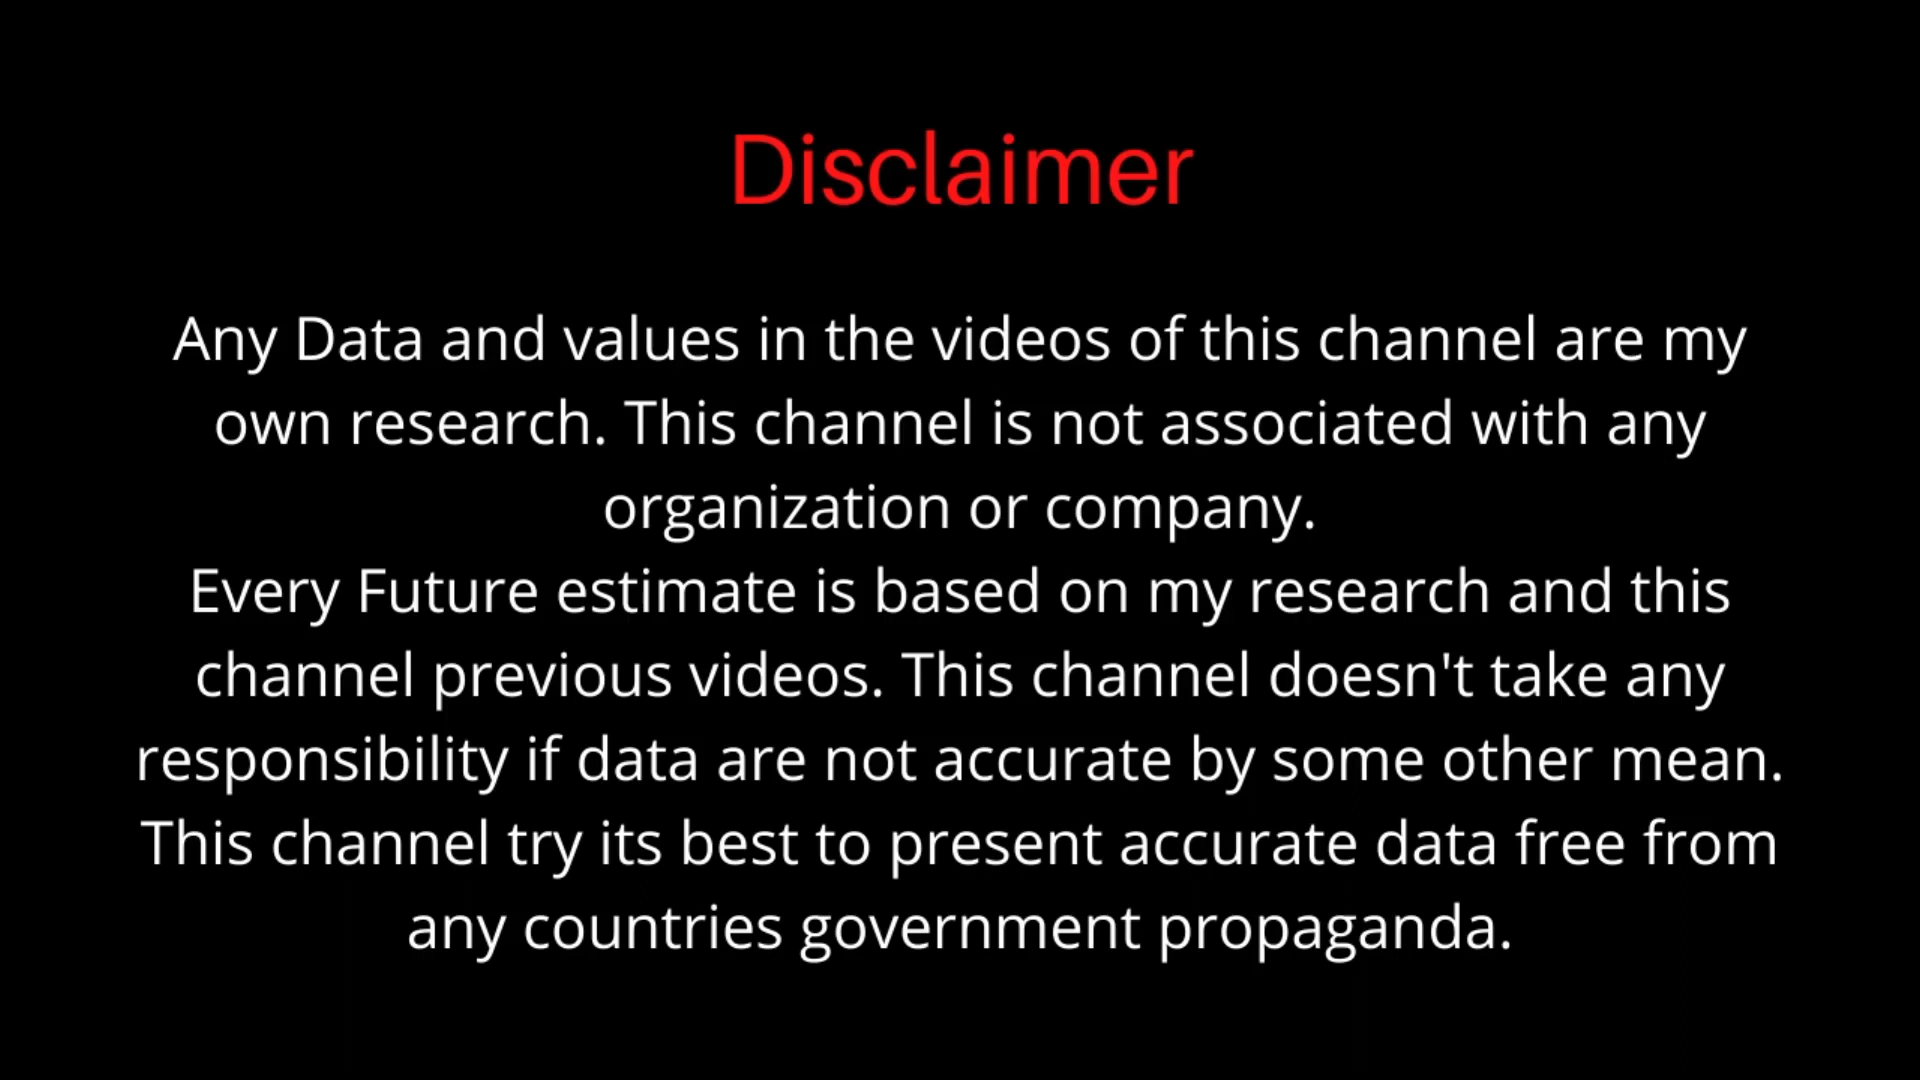 Disclaimer
Any Data and values in the videos of this channel are my
own research. This channel is not associated with any
organization or company.
Every Future estimate is based on my research and this
channel previous videos. This channel doesn't take any
responsibility if data are not accurate by some other mean.
This channel try its best to present accurate data free from
any countries government propaganda.